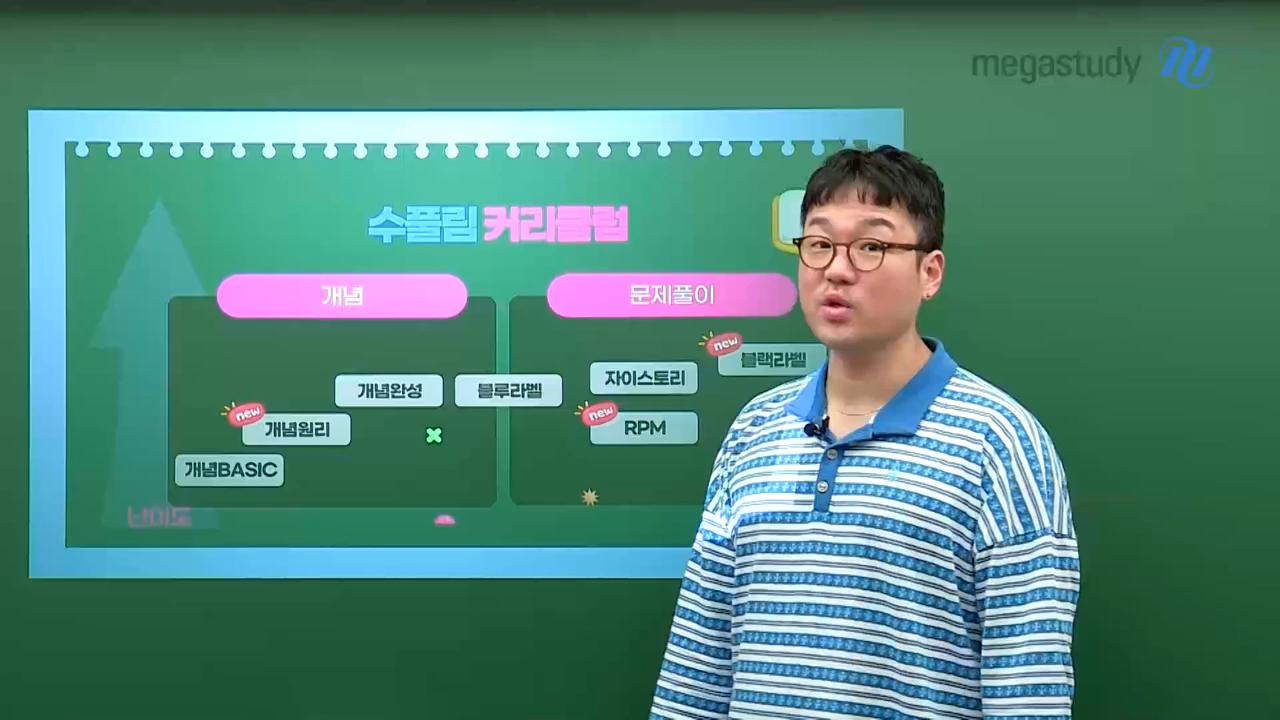 megastudy
수풀림 커리큘럼
개념
문제풀이
new
블랙라벨
자이스토리
개념완성
블루라벨
new
개념원리
new
RPM
개념BASIC
난이도